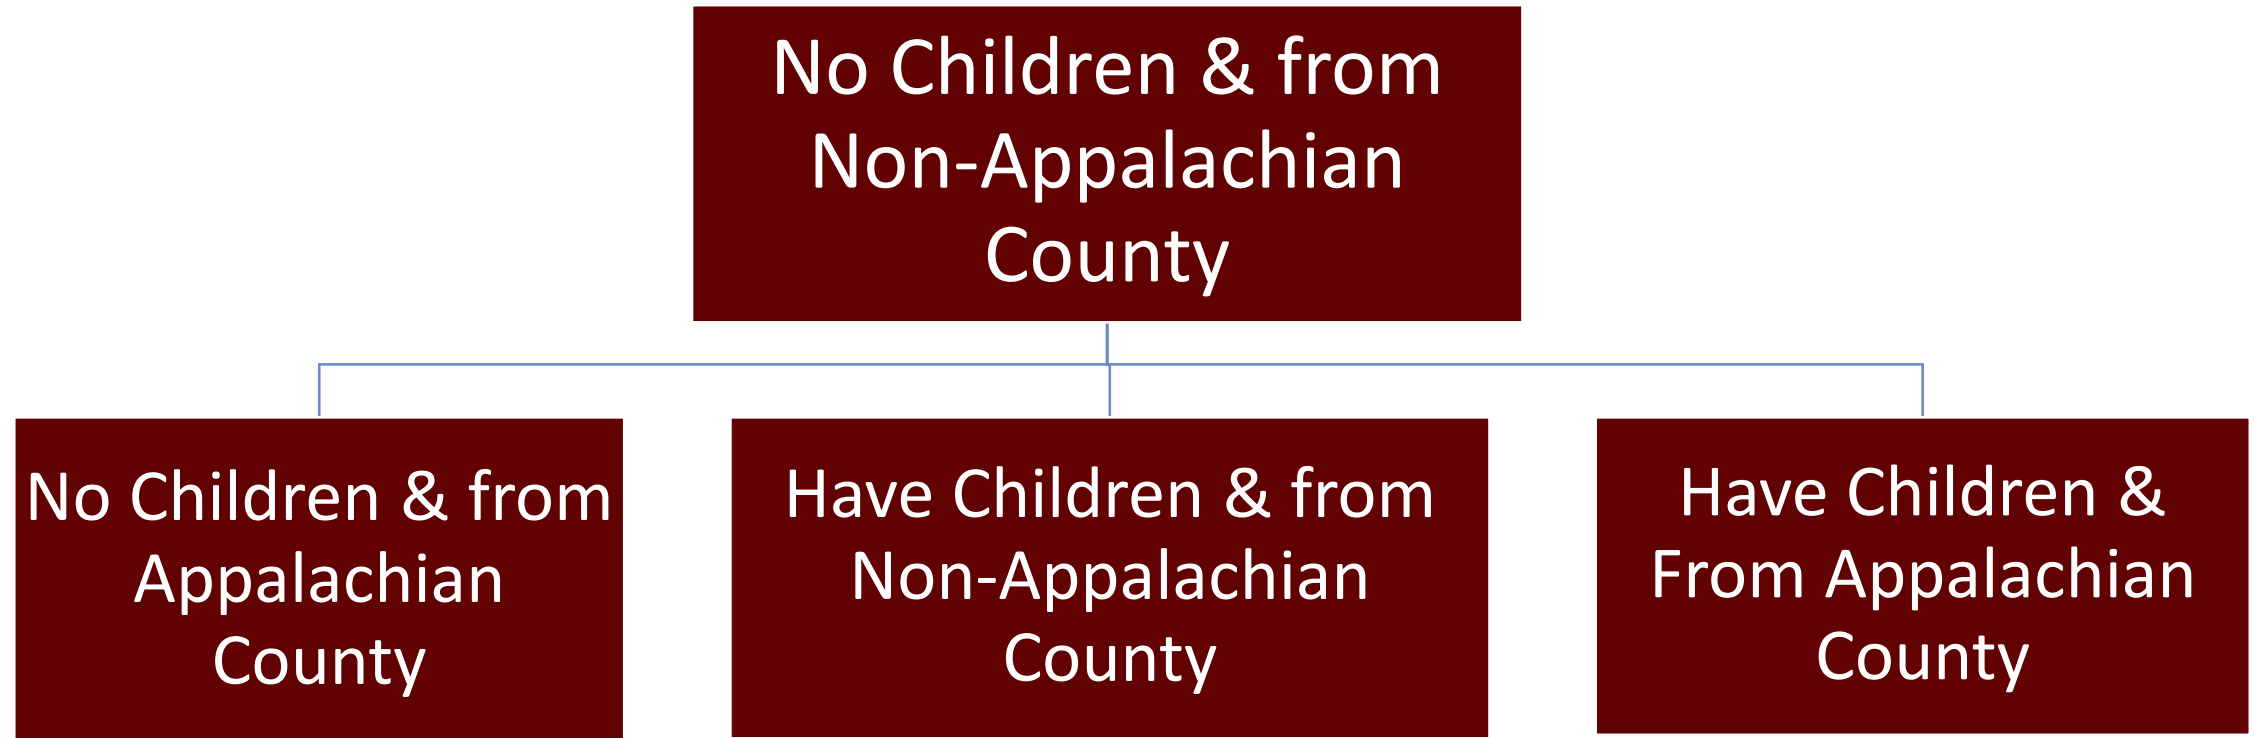 No Children & from
Non-Appalachian
County
No Children & from
Appalachian
County
Have Children & from
Non-Appalachian
County
Have Children &
From Appalachian
County